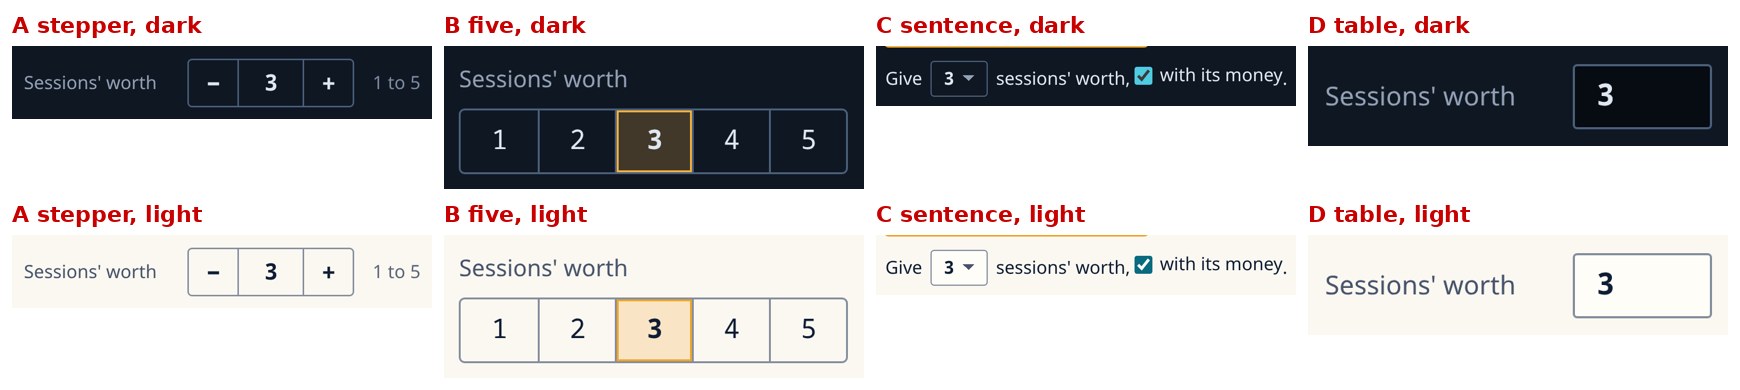 A stepper, dark
Sessions' worth − 3 + 1 to 5
B five, dark
Sessions' worth
1 2 3 4 5
C sentence, dark
Give 3 sessions' worth, with its money.
D table, dark
Sessions' worth 3
A stepper, light
Sessions' worth − 3 + 1 to 5
B five, light
Sessions' worth
1 2 3 4 5
C sentence, light
Give 3 sessions' worth, with its money.
D table, light
Sessions' worth 3